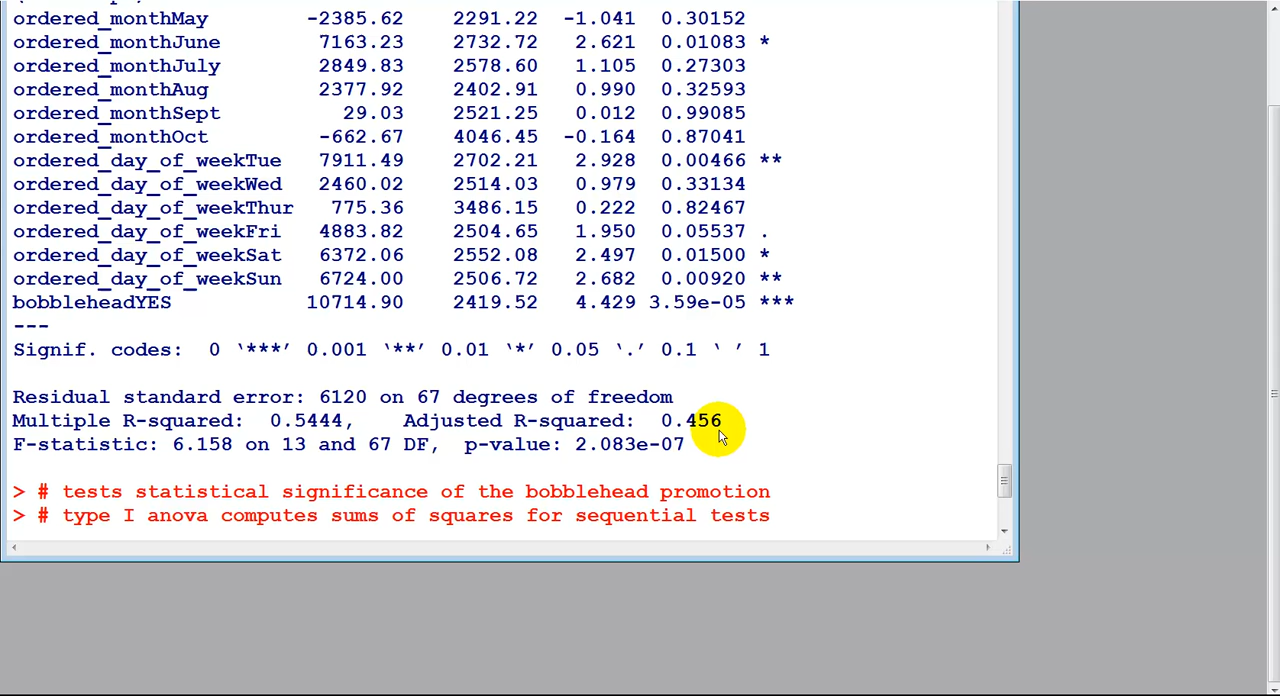 ordered_monthMay -2385.62 2291.22 -1.041 0.30152
ordered_monthJune 7163.23 2732.72 2.621 0.01083 *
ordered_monthJuly 2849.83 2578.60 1.105 0.27303
ordered_monthAug 2377.92 2402.91 0.990 0.32593
ordered_monthSept 29.03 2521.25 0.012 0.99085
ordered_monthOct -662.67 4046.45 -0.164 0.87041
ordered_day_of_weekTue 7911.49 2702.21 2.928 0.00466 **
ordered_day_of_weekWed 2460.02 2514.03 0.979 0.33134
ordered_day_of_weekThur 775.36 3486.15 0.222 0.82467
ordered_day_of_weekFri 4883.82 2504.65 1.950 0.05537 .
ordered_day_of_weekSat 6372.06 2552.08 2.497 0.01500 *
ordered_day_of_weekSun 6724.00 2506.72 2.682 0.00920 **
bobbleheadYES 10714.90 2419.52 4.429 3.59e-05 ***
---
Signif. codes: 0 ‘***’ 0.001 ‘**’ 0.01 ‘*’ 0.05 ‘.’ 0.1 ‘ ’ 1
Residual standard error: 6120 on 67 degrees of freedom
Multiple R-squared: 0.5444, Adjusted R-squared: 0.456
F-statistic: 6.158 on 13 and 67 DF, p-value: 2.083e-07
> # tests statistical significance of the bobblehead promotion
> # type I anova computes sums of squares for sequential tests